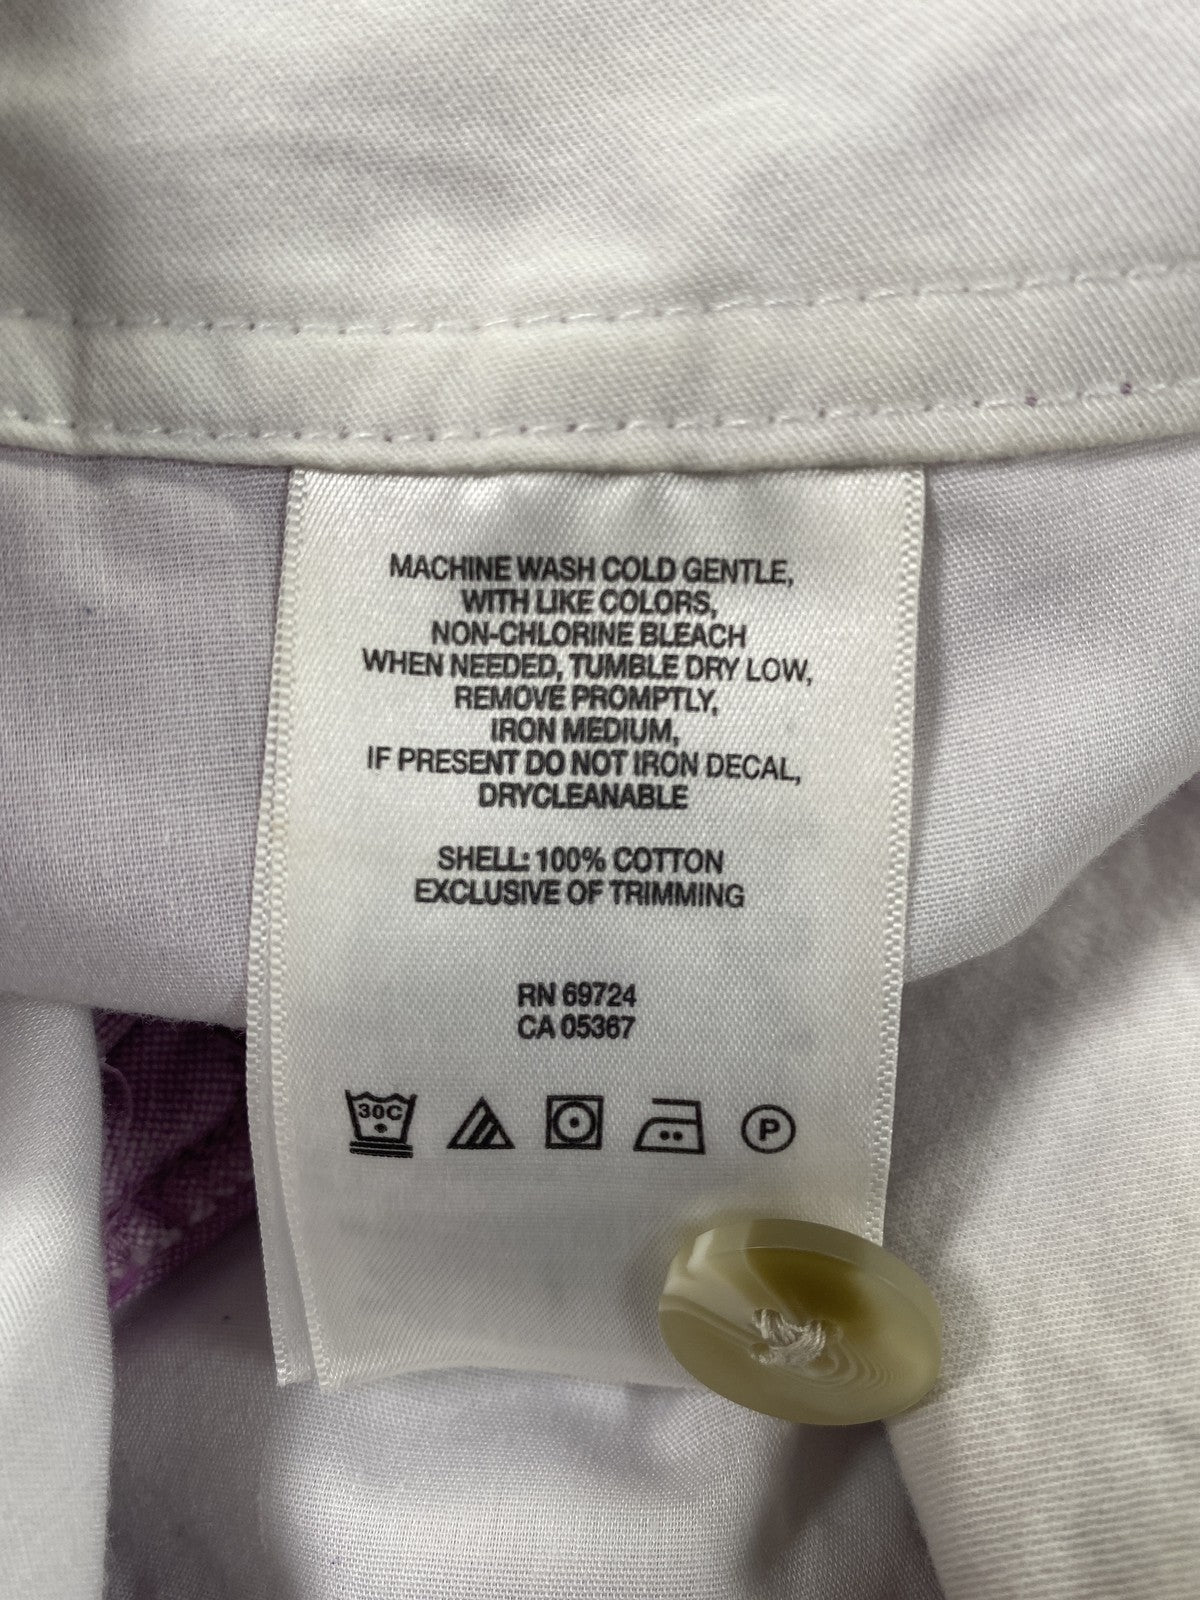 MACHINE WASH COLD GENTLE,
WITH LIKE COLORS,
NON-CHLORINE BLEACH
WHEN NEEDED, TUMBLE DRY LOW,
REMOVE PROMPTLY,
IRON MEDIUM,
IF PRESENT DO NOT IRON DECAL,
DRYCLEANABLE
SHELL: 100% COTTON
EXCLUSIVE OF TRIMMING
RN 69724
CA 05367
30C P